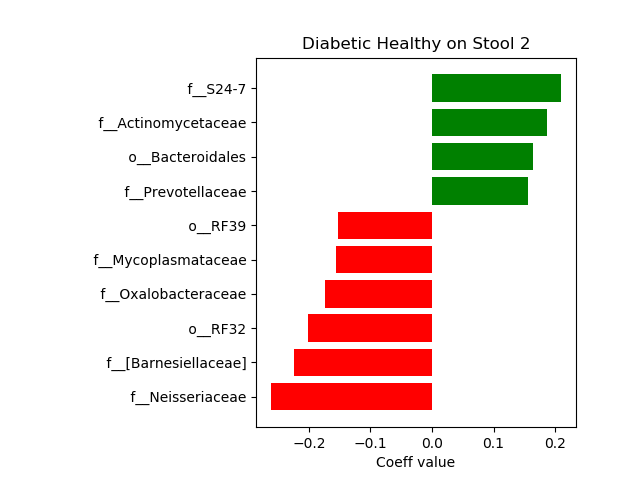 Diabetic Healthy on Stool 2
f__S24-7
f__Actinomycetaceae
o__Bacteroidales
f__Prevotellaceae
o__RF39
f__Mycoplasmataceae
f__Oxalobacteraceae
o__RF32
f__[Barnesiellaceae]
f__Neisseriaceae
−0.2 −0.1 0.0 0.1 0.2
Coeff value